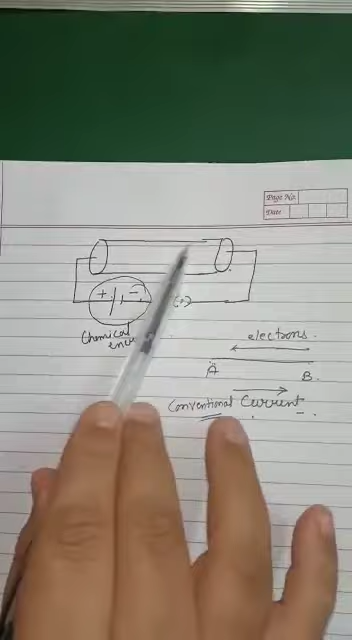 Page No.
Date
+ -
(•)
Chemical
electrons.
A
B.
Conventional Current.